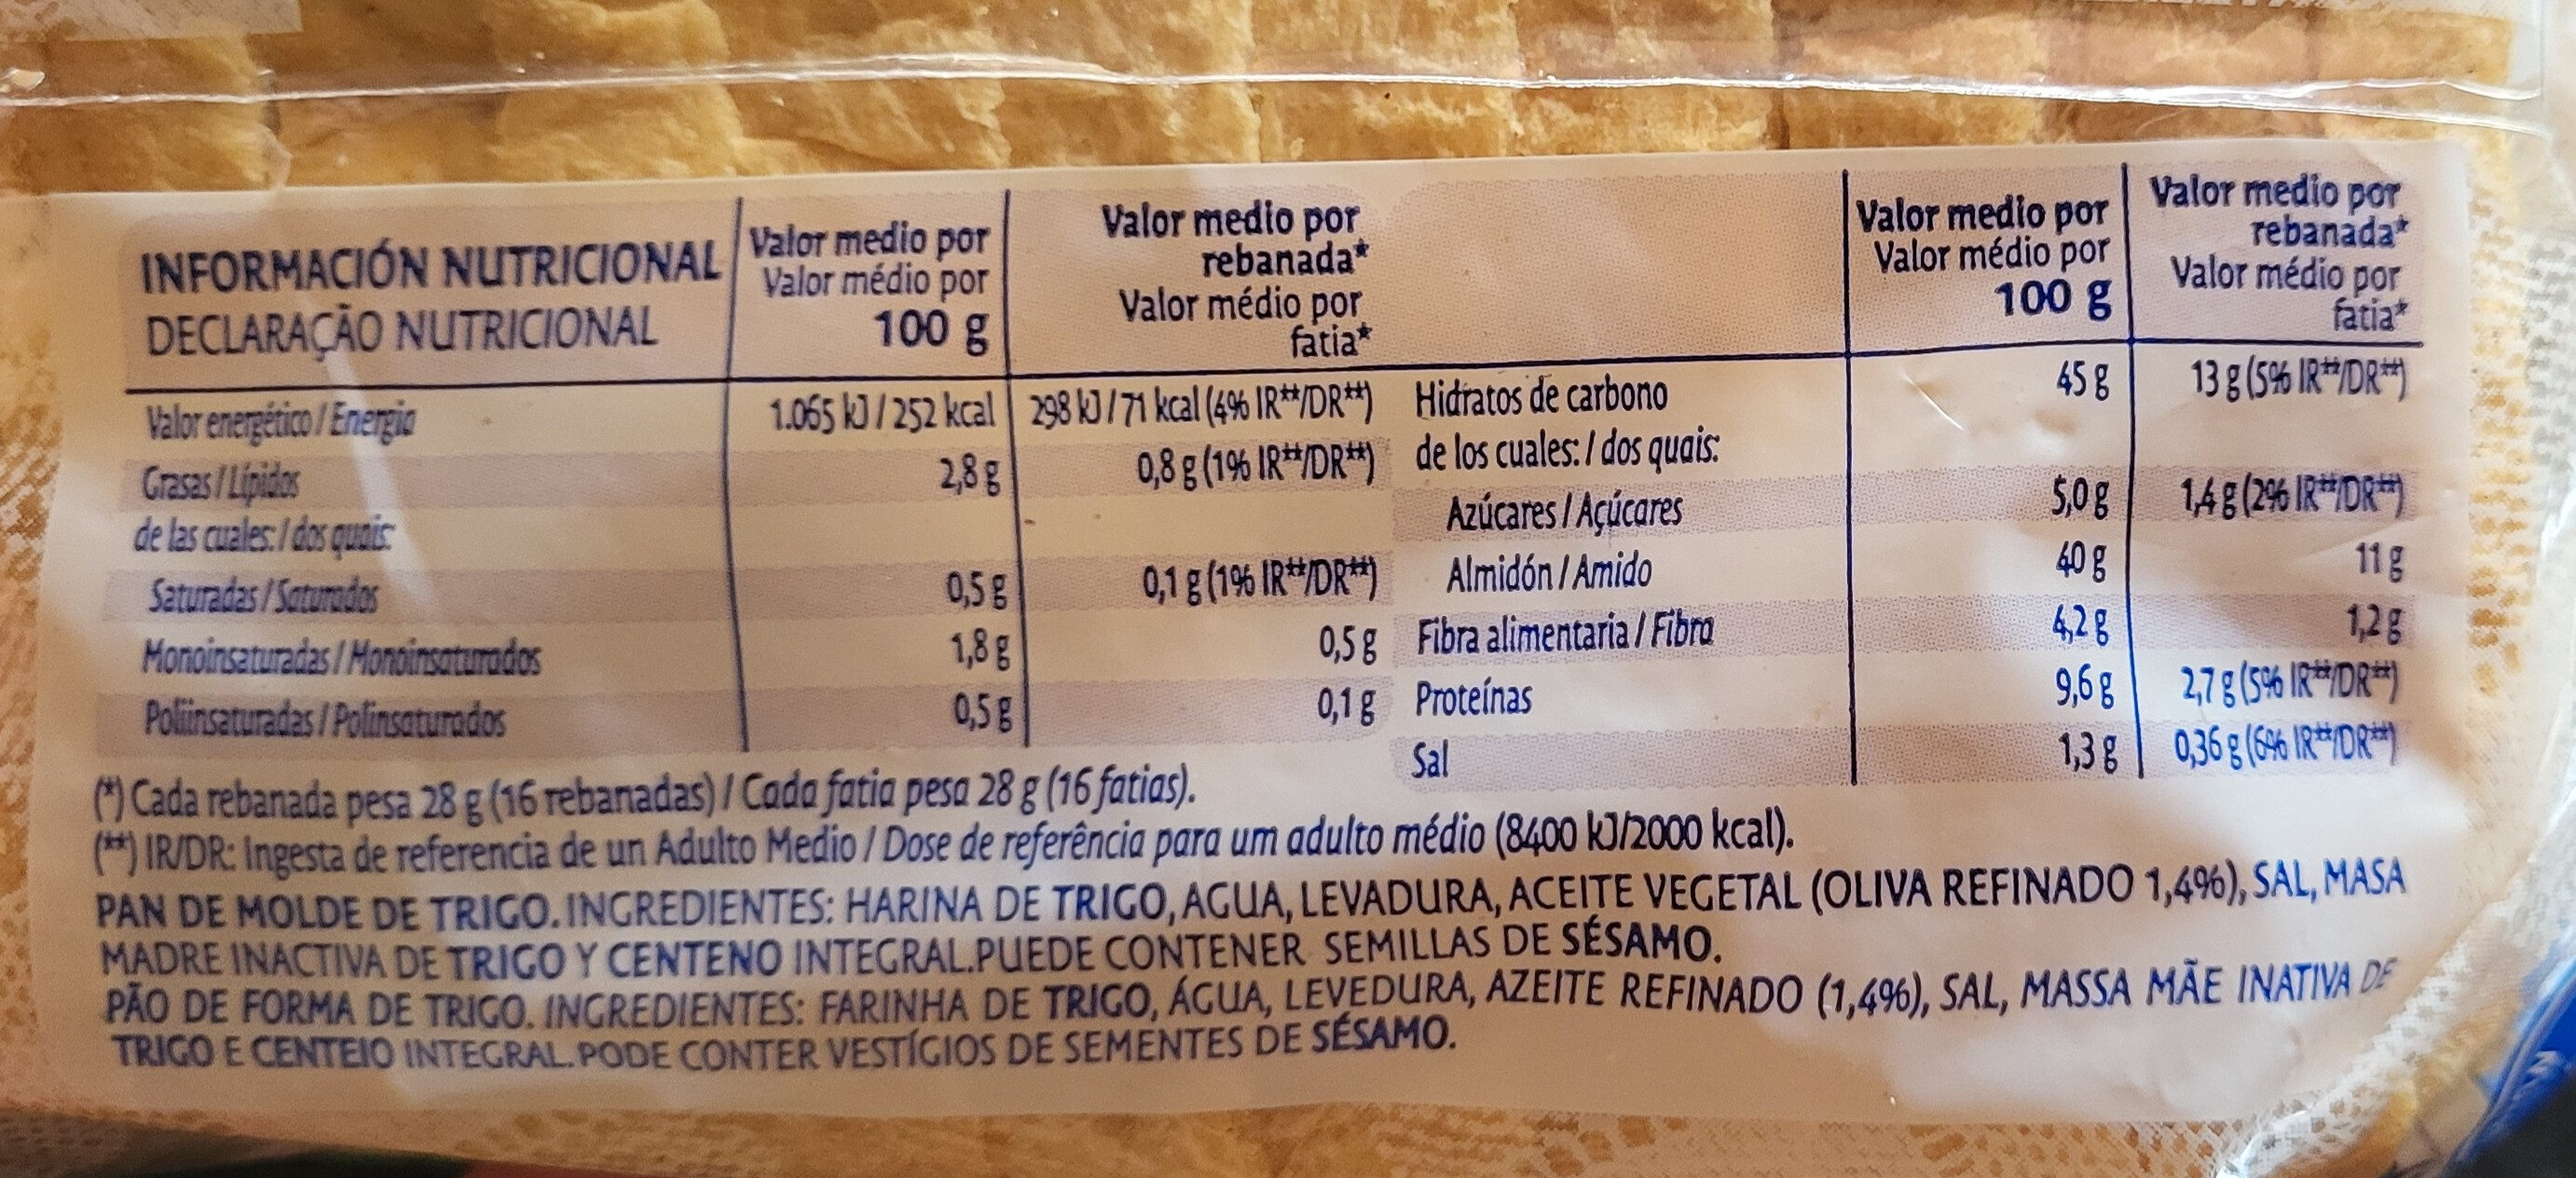 INFORMACIÓN NUTRICIONAL
DECLARAÇÃO NUTRICIONAL
Valor medio por
Valor médio por
100 g
Valor medio por
rebanada*
Valor médio por
fatia*
Valor energético / Energia 1.065 kJ / 252 kcal 298 kJ / 71 kcal (4% IR**/DR**)
Grasas / Lípidos 2,8 g 0,8 g (1% IR**/DR**)
de las cuales: / dos quais:
Saturadas / Saturados 0,5 g 0,1 g (1% IR**/DR**)
Monoinsaturadas / Monoinsaturados 1,8 g 0,5 g
Poliinsaturadas / Polinsaturados 0,5 g 0,1 g
Valor medio por
Valor médio por
100 g
Valor medio por
rebanada*
Valor médio por
fatia*
Hidratos de carbono 45 g 13 g (5% IR**/DR**)
de los cuales: / dos quais:
Azúcares / Açúcares 5,0 g 1,4 g (2% IR**/DR**)
Almidón / Amido 40 g 11 g
Fibra alimentaria / Fibra 4,2 g 1,2 g
Proteínas 9,6 g 2,7 g (5% IR**/DR**)
Sal 1,3 g 0,36 g (6% IR**/DR**)
(*) Cada rebanada pesa 28 g (16 rebanadas) / Cada fatia pesa 28 g (16 fatias).
(**) IR/DR: Ingesta de referencia de un Adulto Medio / Dose de referência para um adulto médio (8400 kJ/2000 kcal).
PAN DE MOLDE DE TRIGO. INGREDIENTES: HARINA DE TRIGO, AGUA, LEVADURA, ACEITE VEGETAL (OLIVA REFINADO 1,4%), SAL, MASA
MADRE INACTIVA DE TRIGO Y CENTENO INTEGRAL.PUEDE CONTENER SEMILLAS DE SÉSAMO.
PÃO DE FORMA DE TRIGO. INGREDIENTES: FARINHA DE TRIGO, ÁGUA, LEVEDURA, AZEITE REFINADO (1,4%), SAL, MASSA MÃE INATIVA DE
TRIGO E CENTEIO INTEGRAL. PODE CONTER VESTÍGIOS DE SEMENTES DE SÉSAMO.